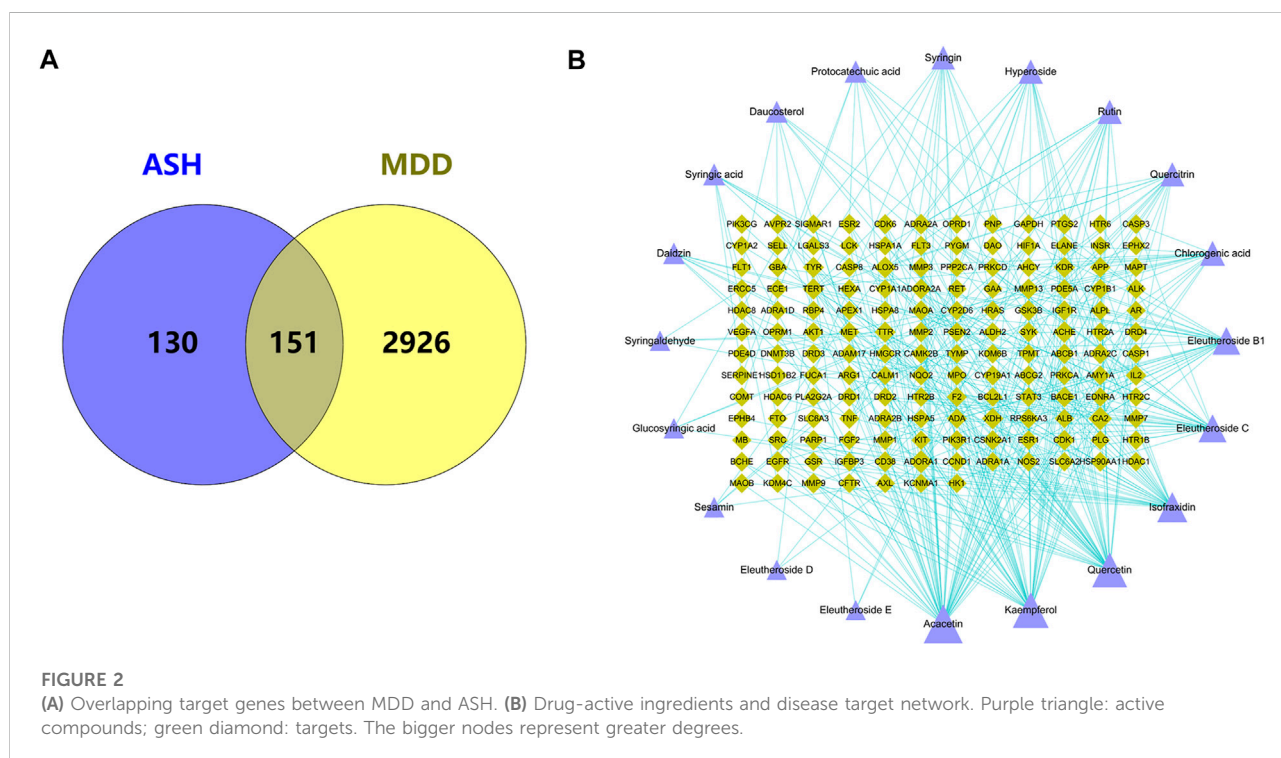 A
B
ASH
MDD
130
151
2926
Syringin
Protocatechuic acid
Hyperoside
Daucosterol
Rutin
Syringic acid
Quercitrin
Daidzin
Chlorogenic acid
Syringaldehyde
Eleutheroside B1
Glucosyringic acid
Eleutheroside C
Sesamin
Isofraxidin
Eleutheroside D
Quercetin
Eleutheroside E
Kaempferol
Acacetin
PIK3CG AVPR2 SIGMAR1 ESR2 CDK6 ADRA2A OPRD1 PNP GAPDH PTGS2 HTR6 CASP3
CYP1A2 SELL LGALS3 LCK HSPA1A FLT3 PYGM DAO HIF1A ELANE INSR EPHX2
FLT1 GBA TYR CASP8 ALOX5 MMP3 PPP2CA PRKCD AHCY KDR APP MAPT
ERCC5 ECE1 TERT HEXA CYP1A1 ADORA2A RET GAA MMP13 PDE5A CYP1B1 ALK
HDAC8 ADRA1D RBP4 APEX1 HSPA8 MAOA CYP2D6 HRAS GSK3B IGF1R ALPL AR
VEGFA OPRM1 AKT1 MET TTR MMP2 PSEN2 ALDH2 SYK ACHE HTR2A DRD4
PDE4D DNMT3B DRD3 ADAM17 HMGCR CAMK2B TYMP KDM6B TPMT ABCB1 ADRA2C CASP1
SERPINE1 HSD11B2 FUCA1 ARG1 CALM1 NQO2 MPO CYP19A1 ABCG2 PRKCA AMY1A IL2
COMT HDAC6 PLA2G2A DRD1 DRD2 HTR2B F2 BCL2L1 STAT3 BACE1 EDNRA HTR2C
EPHB4 FTO SLC6A3 TNF ADRA2B HSPA5 ADA XDH RPS6KA3 ALB CA2 MMP7
MB SRC PARP1 FGF2 MMP1 KIT PIK3R1 CSNK2A1 ESR1 CDK1 PLG HTR1B
BCHE EGFR GSR IGFBP3 CD38 ADORA1 CCND1 ADRA1A NOS2 SLC6A2 HSP90AA1 HDAC1
MAOB KDM4C MMP9 CFTR AXL KCNMA1 HK1
FIGURE 2
(A) Overlapping target genes between MDD and ASH. (B) Drug-active ingredients and disease target network. Purple triangle: active
compounds; green diamond: targets. The bigger nodes represent greater degrees.